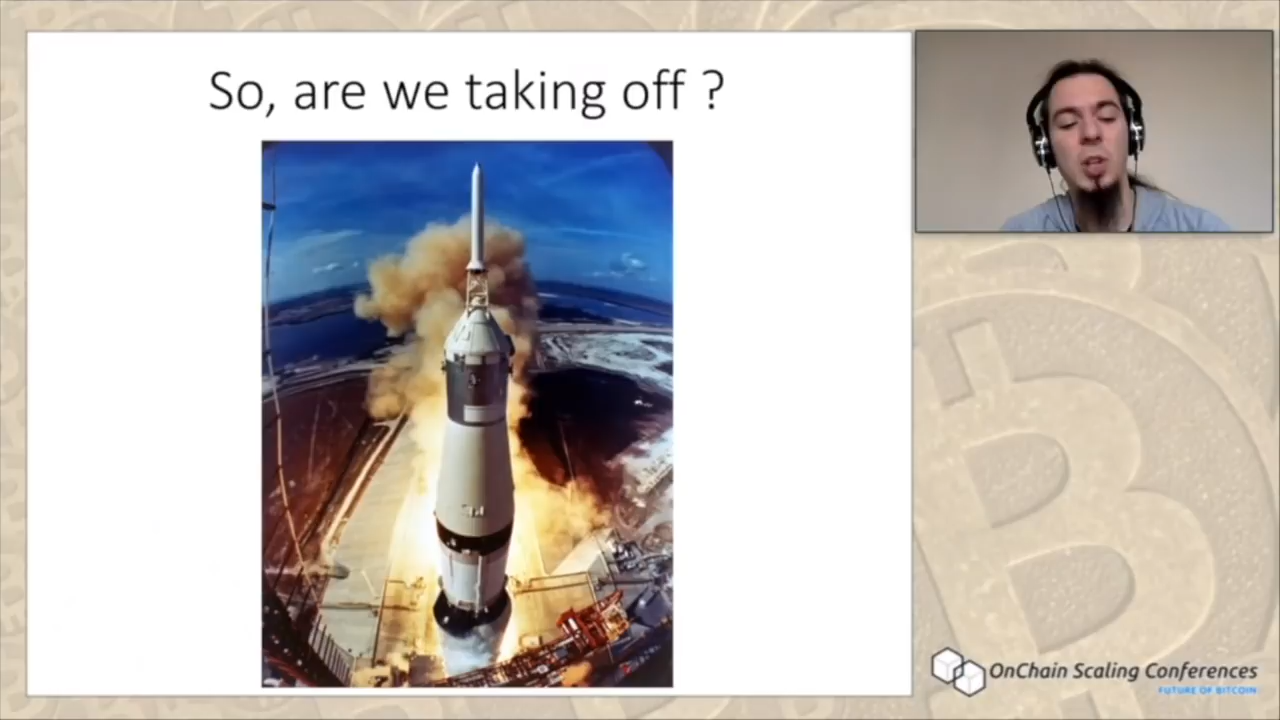 So, are we taking off ?
OnChain Scaling Conferences
FUTURE OF BITCOIN